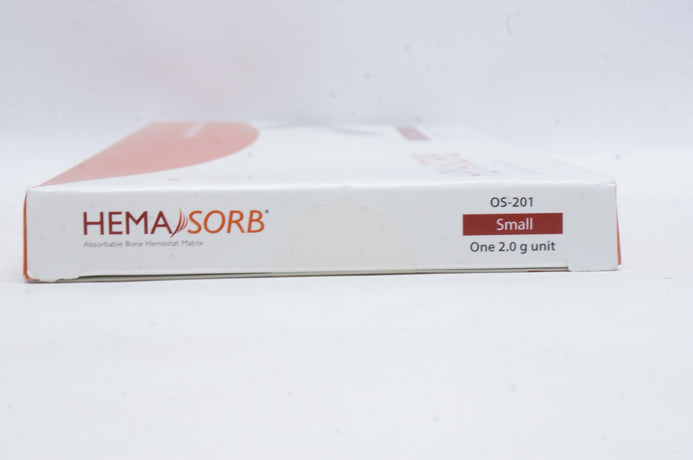 HEMASORB®
Absorbable Bone Hemostat Matrix
OS-201
Small
One 2.0 g unit